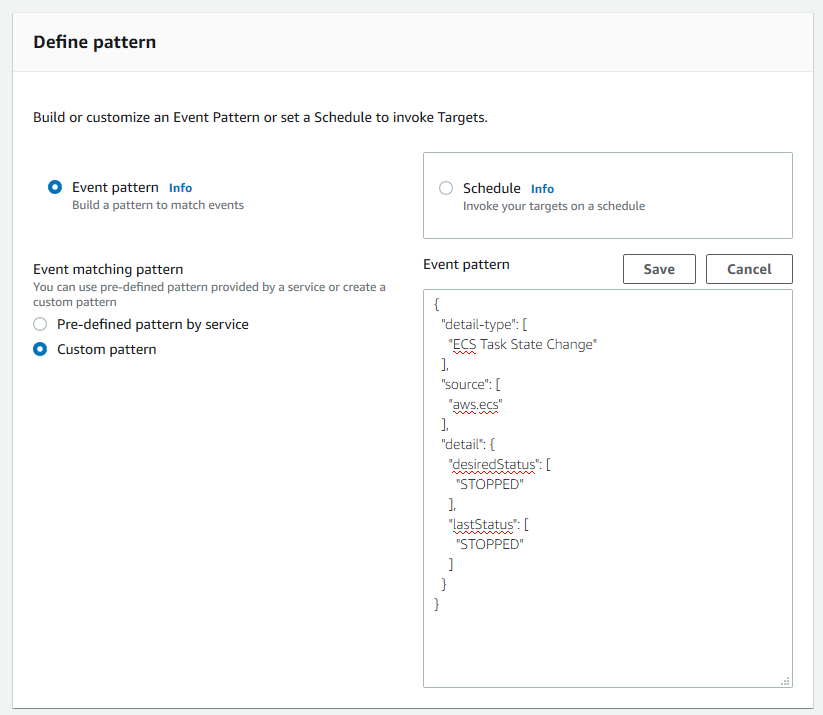 Define pattern
Build or customize an Event Pattern or set a Schedule to invoke Targets.
Event pattern Info
Build a pattern to match events
Schedule Info
Invoke your targets on a schedule
Event matching pattern
You can use pre-defined pattern provided by a service or create a
custom pattern
Pre-defined pattern by service
Custom pattern
Event pattern
Save
Cancel
{
"detail-type": [
"ECS Task State Change"
],
"source": [
"aws.ecs"
],
"detail": {
"desiredStatus": [
"STOPPED"
],
"lastStatus": [
"STOPPED"
]
}
}